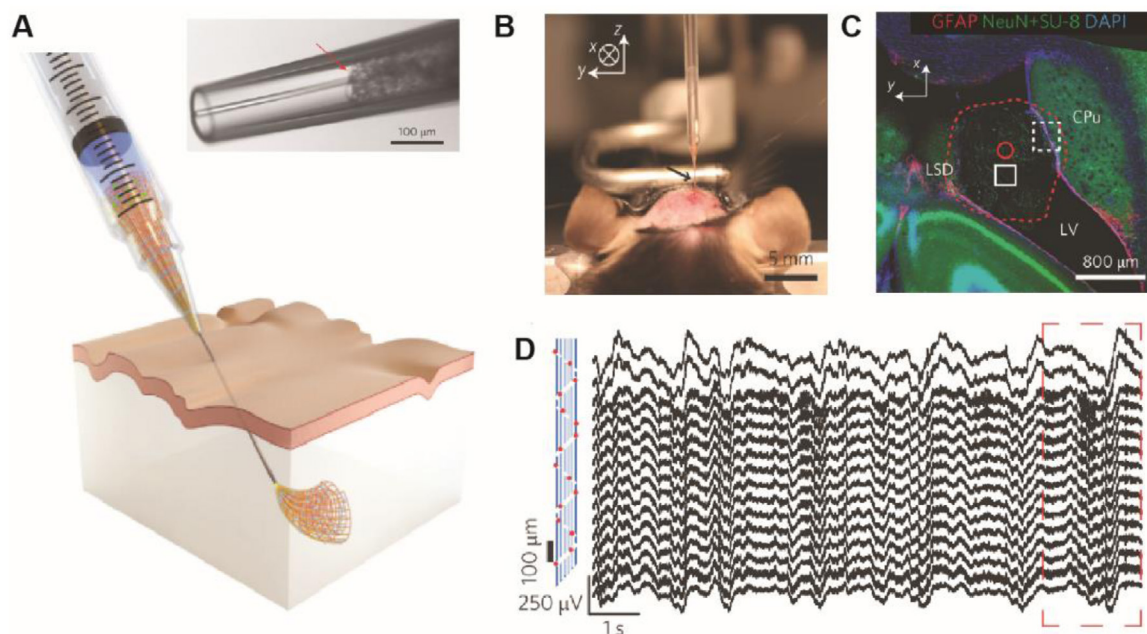 A
100 µm
B
z
x
y
5 mm
C
GFAP NeuN+SU-8 DAPI
x
y
CPu
LSD
LV
800 µm
D
100 µm
250 µV
1 s